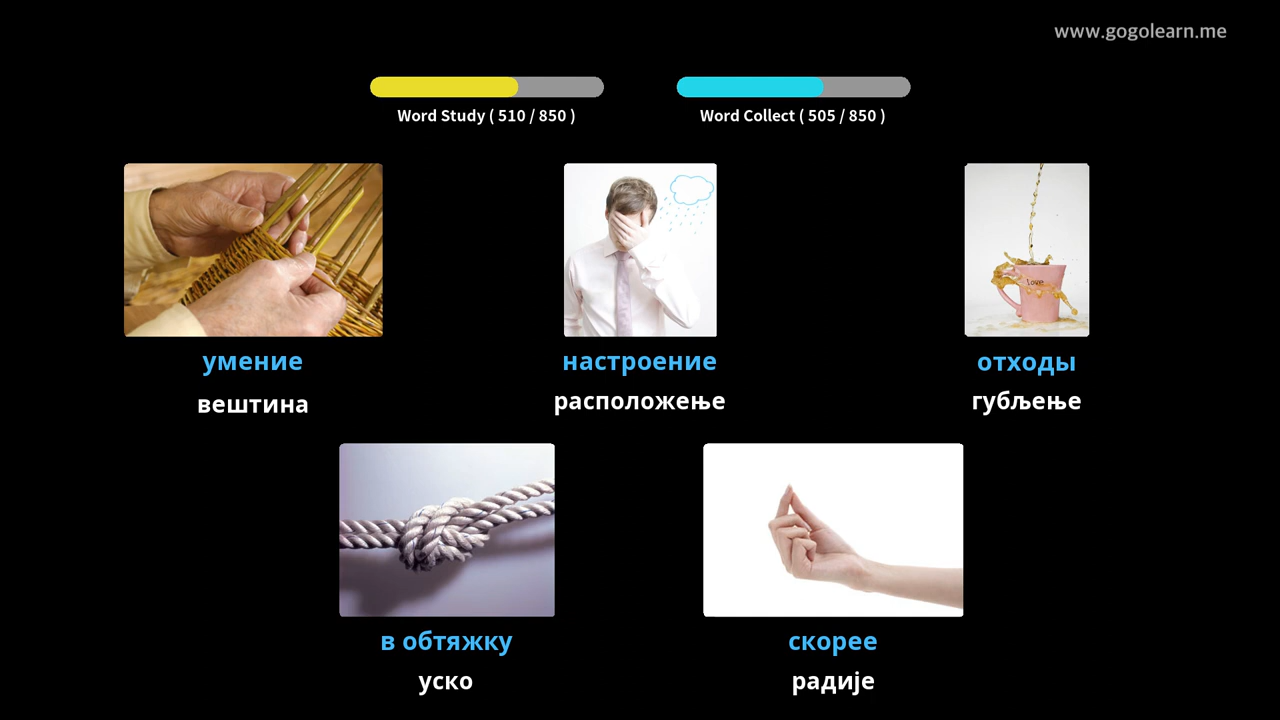 www.gogolearn.me
Word Study ( 510 / 850 )
Word Collect ( 505 / 850 )
love
умение
настроение
отходы
вештина
расположење
губљење
в обтяжку
скорее
уско
радије